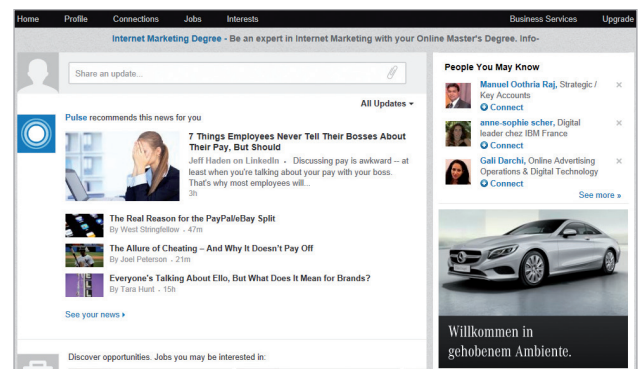 Home Profile Connections Jobs Interests Business Services Upgrade
Internet Marketing Degree - Be an expert in Internet Marketing with your Online Master's Degree. Info-
Share an update...
All Updates
Pulse recommends this news for you
7 Things Employees Never Tell Their Bosses About
Their Pay, But Should
Jeff Haden on LinkedIn - Discussing pay is awkward -- at
least when you're talking about your pay with your boss.
That's why most employees will...
3h
The Real Reason for the PayPal/eBay Split
By West Stringfellow - 47m
The Allure of Cheating – And Why It Doesn't Pay Off
By Joel Peterson - 21m
Everyone's Talking About Ello, But What Does It Mean for Brands?
By Tara Hunt - 15h
See your news
Discover opportunities. Jobs you may be interested in:
People You May Know
Manuel Oothria Raj, Strategic /
Key Accounts
Connect
anne-sophie scher, Digital
leader chez IBM France
Connect
Gali Darchi, Online Advertising
Operations & Digital Technology
Connect
See more »
Willkommen in
gehobenem Ambiente.